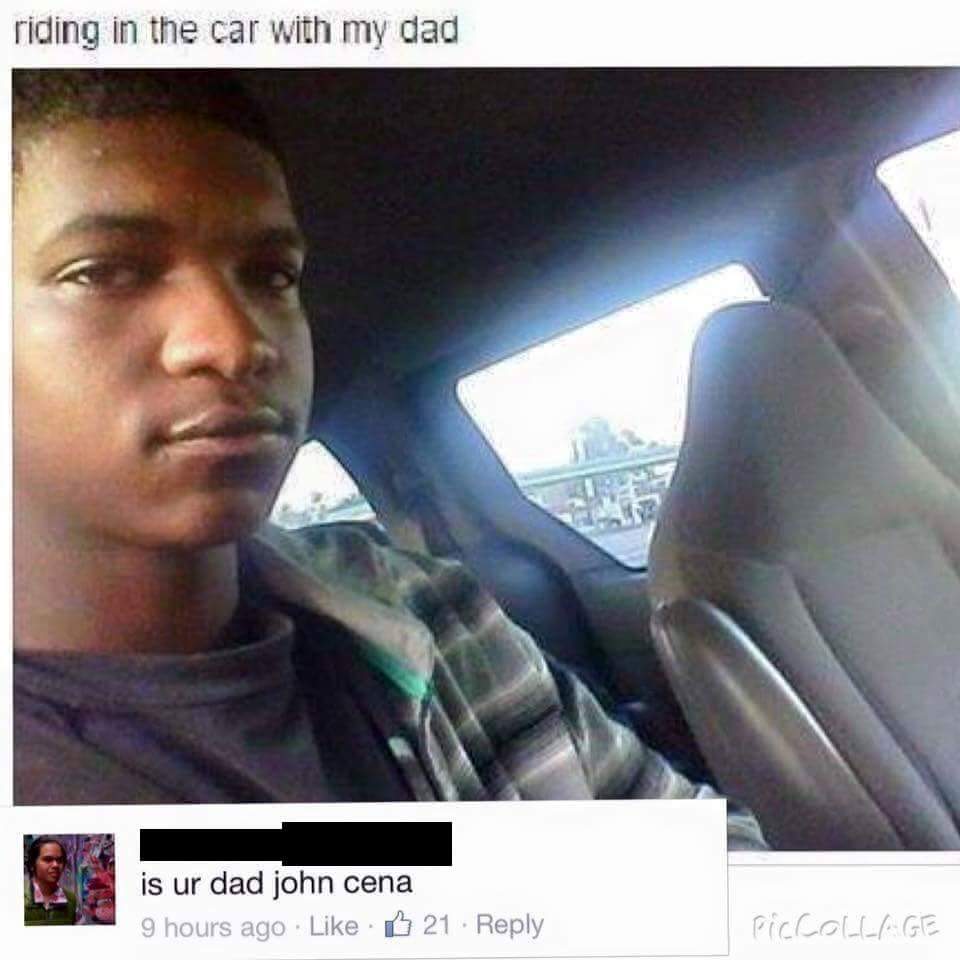 riding in the car with my dad
is ur dad john cena
9 hours ago · Like · 21 · Reply
PicCOLLAGE